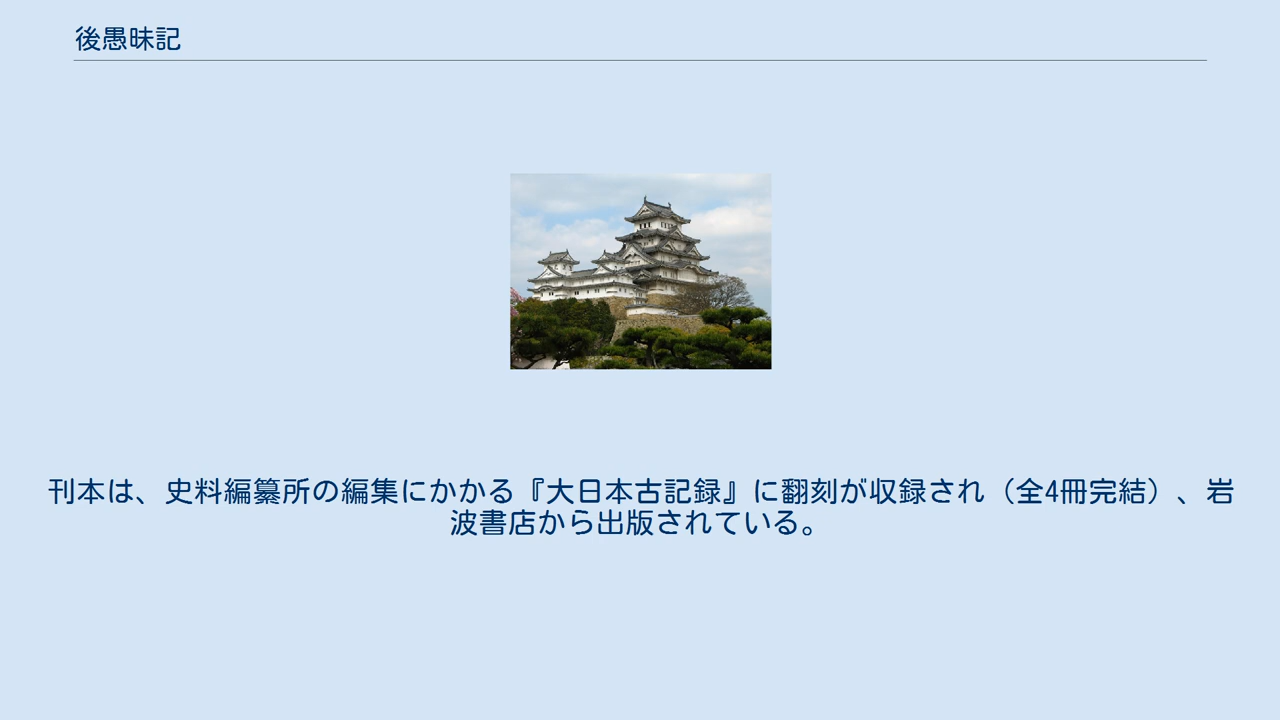 後愚昧記
刊本は、史料編纂所の編集にかかる『大日本古記録』に翻刻が収録され（全4冊完結）、岩
波書店から出版されている。